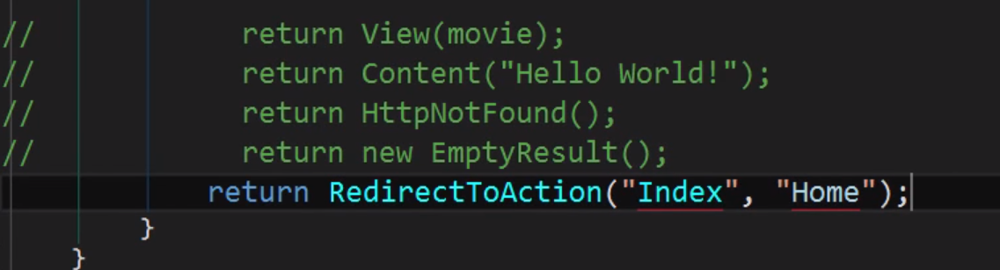 //            return View(movie);
//            return Content("Hello World!");
//            return HttpNotFound();
//            return new EmptyResult();
            return RedirectToAction("Index", "Home");
        }
    }